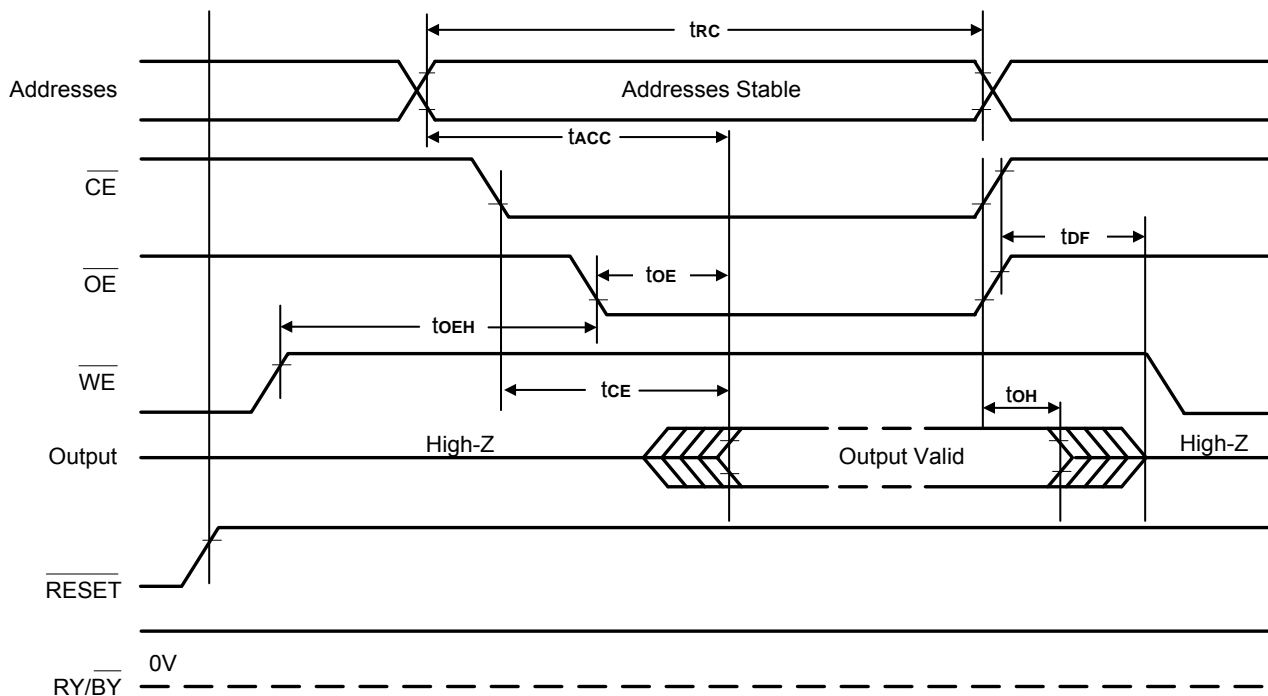 tRC
Addresses
Addresses Stable
tACC
CE
tDF
OE
tOE
tOEH
WE
tCE
tOH
High-Z
Output
Output Valid
High-Z
RESET
0V
RY/BY